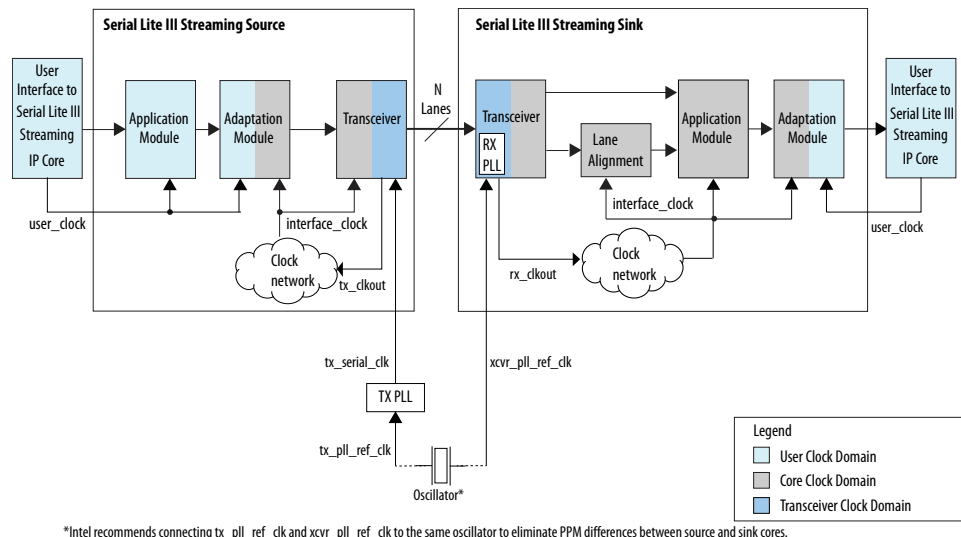 Serial Lite III Streaming Source
Serial Lite III Streaming Sink
User
Interface to
Serial Lite III
Streaming
IP Core
Application
Module
Adaptation
Module
Transceiver
N
Lanes
Transceiver
RX
PLL
Lane
Alignment
Application
Module
Adaptation
Module
User
Interface to
Serial Lite III
Streaming
IP Core
user_clock
interface_clock
Clock
network
tx_clkout
interface_clock
rx_clkout
Clock
network
user_clock
tx_serial_clk
xcvr_pll_ref_clk
TX PLL
tx_pll_ref_clk
Oscillator*
Legend
User Clock Domain
Core Clock Domain
Transceiver Clock Domain
*Intel recommends connecting tx_pll_ref_clk and xcvr_pll_ref_clk to the same oscillator to eliminate PPM differences between source and sink cores.